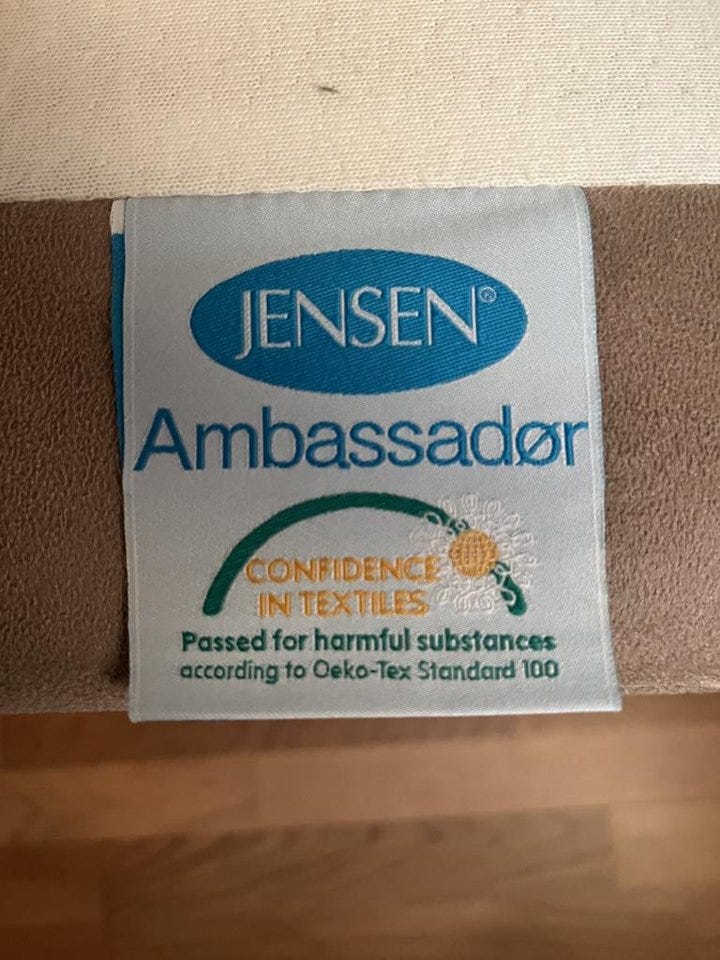 JENSEN®
Ambassadør
CONFIDENCE
IN TEXTILES
Passed for harmful substances
according to Oeko-Tex Standard 100